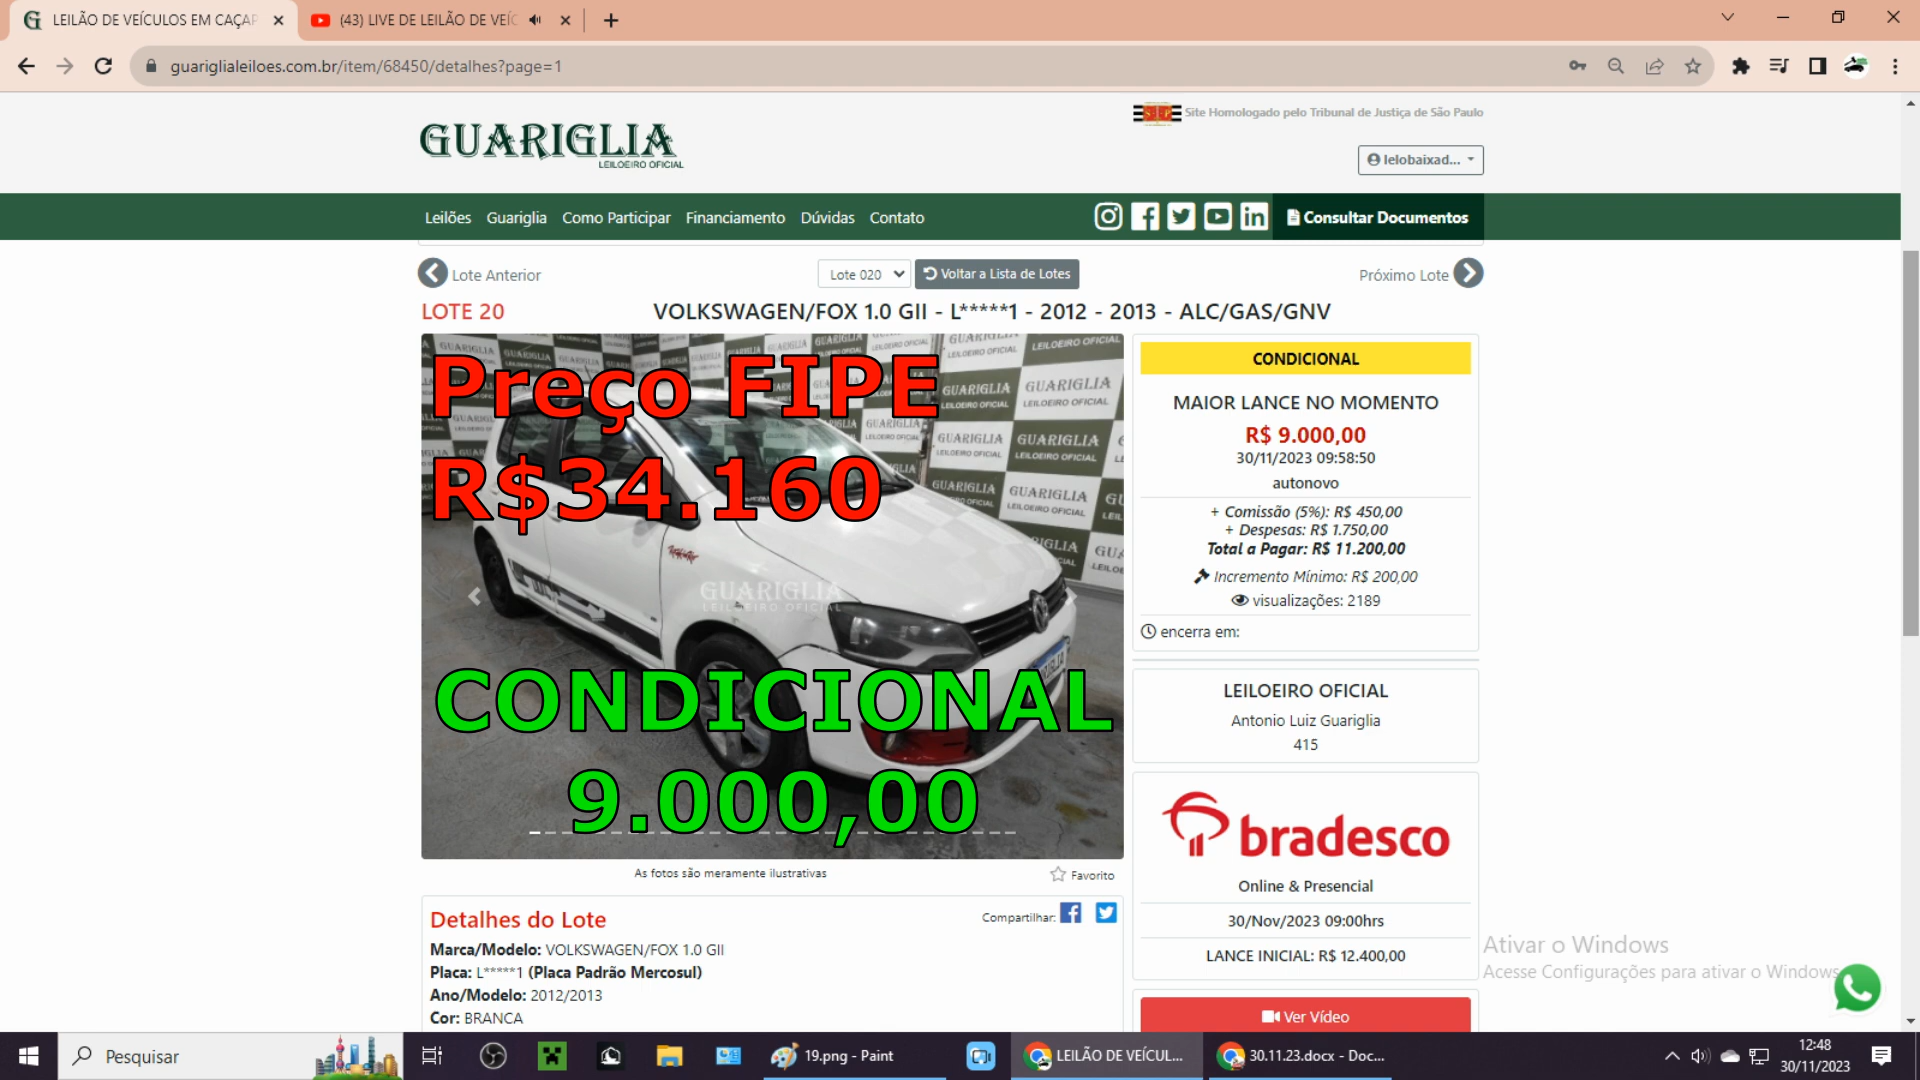 LEILÃO DE VEÍCULOS EM CAÇAP
(43) LIVE DE LEILÃO DE VEÍC
guariglialeiloes.com.br/item/68450/detalhes?page=1
GUARIGLIA
LEILOEIRO OFICIAL
Site Homologado pelo Tribunal de Justiça de São Paulo
lelobaixad...
Leilões Guariglia Como Participar Financiamento Dúvidas Contato
Consultar Documentos
Lote Anterior
Lote 020
Voltar a Lista de Lotes
Próximo Lote
LOTE 20
VOLKSWAGEN/FOX 1.0 GII - L*****1 - 2012 - 2013 - ALC/GAS/GNV
Preço FIPE
R$34.160
GUARIGLIA
LEILOEIRO OFICIAL
CONDICIONAL
9.000,00
As fotos são meramente ilustrativas
Favorito
CONDICIONAL
MAIOR LANCE NO MOMENTO
R$ 9.000,00
30/11/2023 09:58:50
autonovo
+ Comissão (5%): R$ 450,00
+ Despesas: R$ 1.750,00
Total a Pagar: R$ 11.200,00
Incremento Mínimo: R$ 200,00
visualizações: 2189
encerra em:
LEILOEIRO OFICIAL
Antonio Luiz Guariglia
415
bradesco
Online & Presencial
30/Nov/2023 09:00hrs
LANCE INICIAL: R$ 12.400,00
Ver Vídeo
Detalhes do Lote
Compartilhar:
Marca/Modelo: VOLKSWAGEN/FOX 1.0 GII
Placa: L*****1 (Placa Padrão Mercosul)
Ano/Modelo: 2012/2013
Cor: BRANCA
Ativar o Windows
Acesse Configurações para ativar o Windows
Pesquisar
19.png - Paint
LEILÃO DE VEÍCUL...
30.11.23.docx - Doc...
12:48
30/11/2023